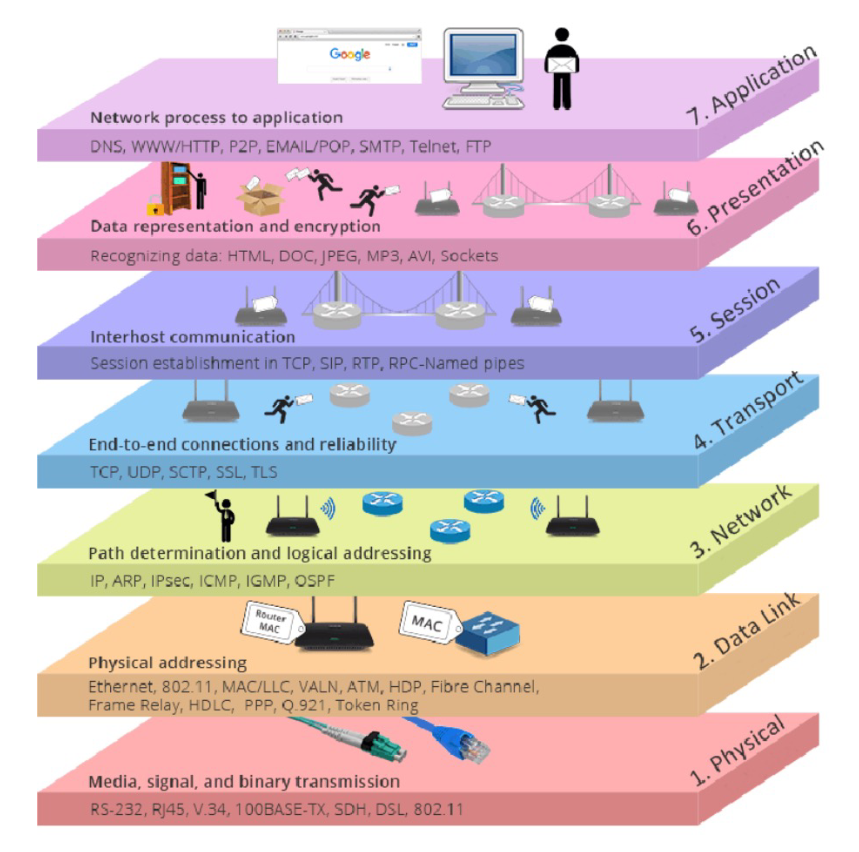 Google
Network process to application
7. Application
DNS, WWW/HTTP, P2P, EMAIL/POP, SMTP, Telnet, FTP
Data representation and encryption
6. Presentation
Recognizing data: HTML, DOC, JPEG, MP3, AVI, Sockets
Interhost communication
5. Session
Session establishment in TCP, SIP, RTP, RPC-Named pipes
End-to-end connections and reliability
4. Transport
TCP, UDP, SCTP, SSL, TLS
Path determination and logical addressing
3. Network
IP, ARP, IPsec, ICMP, IGMP, OSPF
Router
MAC
MAC
Physical addressing
2. Data Link
Ethernet, 802.11, MAC/LLC, VALN, ATM, HDP, Fibre Channel,
Frame Relay, HDLC, PPP, Q.921, Token Ring
Media, signal, and binary transmission
1. Physical
RS-232, RJ45, V.34, 100BASE-TX, SDH, DSL, 802.11